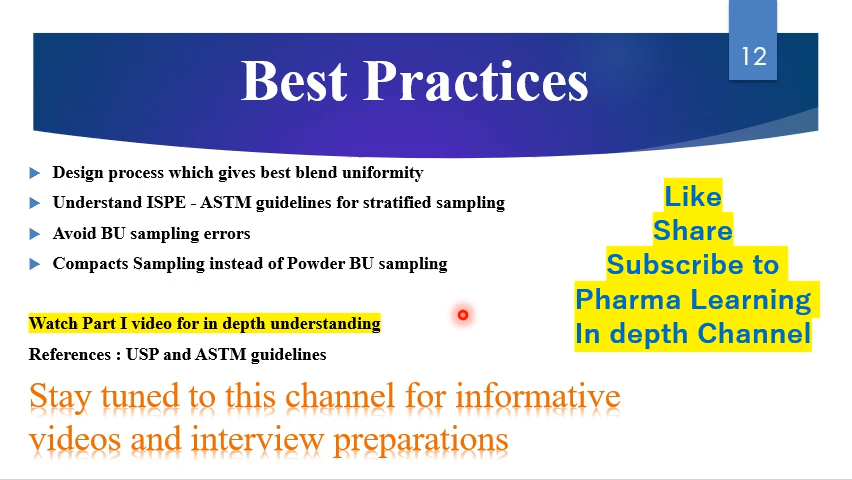 12
Best Practices
Design process which gives best blend uniformity
Understand ISPE - ASTM guidelines for stratified sampling
Avoid BU sampling errors
Compacts Sampling instead of Powder BU sampling
Watch Part I video for in depth understanding
References : USP and ASTM guidelines
Like
Share
Subscribe to
Pharma Learning
In depth Channel
Stay tuned to this channel for informative
videos and interview preparations